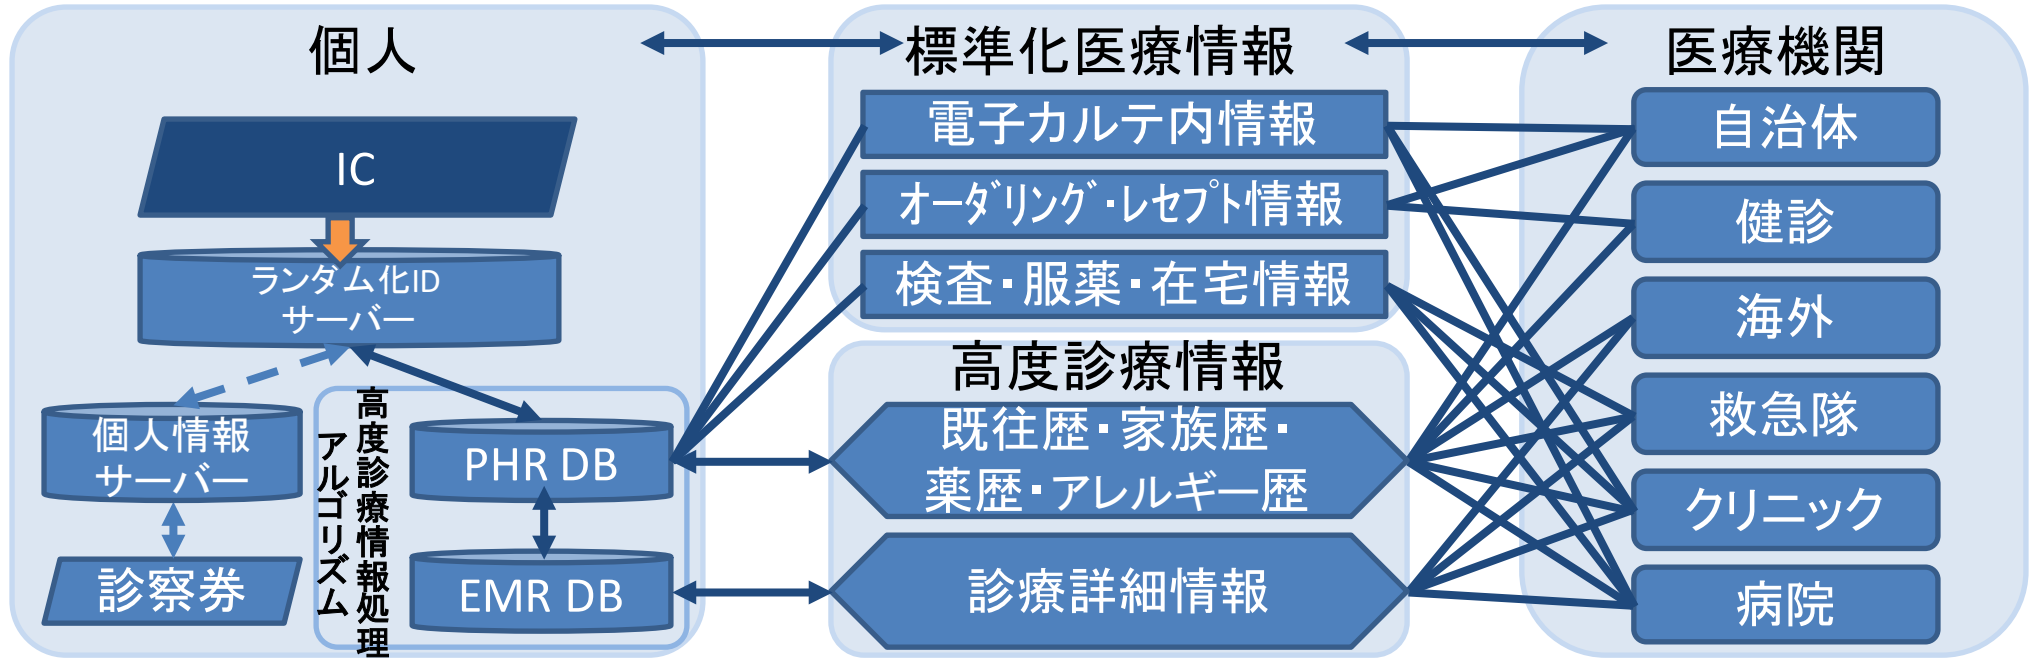 個人
IC
ランダム化ID
サーバー
個人情報
サーバー
診察券
高度診療情報処理
アルゴリズム
PHR DB
EMR DB
標準化医療情報
電子カルテ内情報
オーダリング・レセプト情報
検査・服薬・在宅情報
高度診療情報
既往歴・家族歴・
薬歴・アレルギー歴
診療詳細情報
医療機関
自治体
健診
海外
救急隊
クリニック
病院